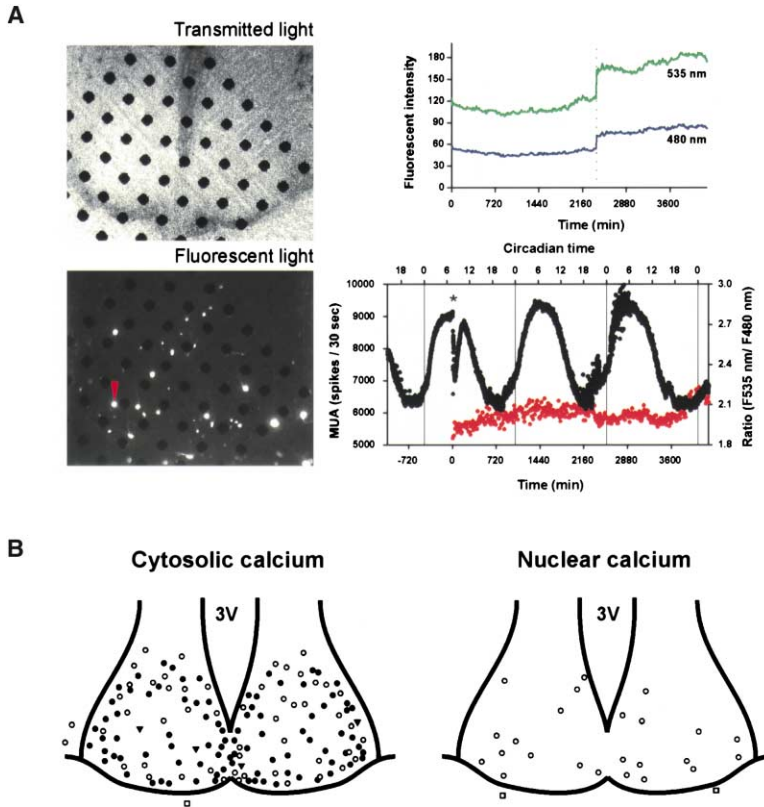 A
Transmitted light
Fluorescent light
Fluorescent intensity
180
150
120
90
60
30
0
535 nm
480 nm
0 720 1440 2160 2880 3600
Time (min)
Circadian time
18 0 6 12 18 0 6 12 18 0 6 12 18 0
MUA (spikes / 30 sec)
10000
9000
8000
7000
6000
5000
*
3.0
2.7
2.4
2.1
1.8
Ratio (F535 nm/ F480 nm)
-720 0 720 1440 2160 2880 3600
Time (min)
B
Cytosolic calcium
Nuclear calcium
3V
3V